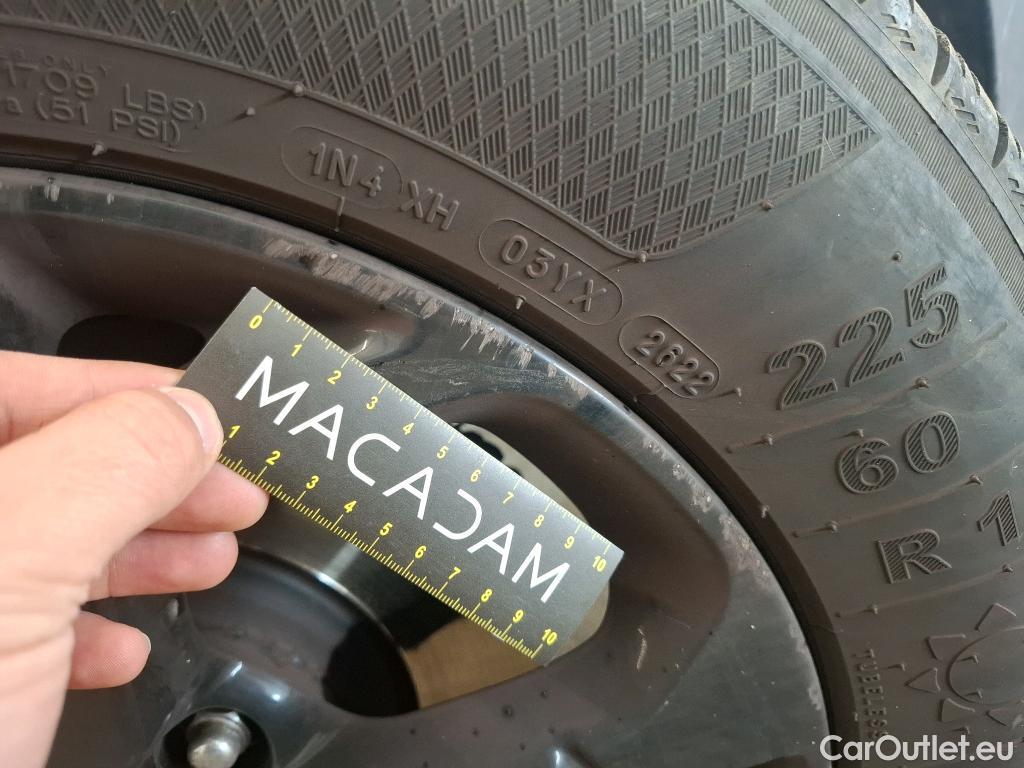 1709 LBS)
(51 PSI)
1N4 XH
03YX
2622
225
60
R 1
0 1 2 3 4 5 6 7 8 9 10
MACADAM
1 2 3 4 5 6 7 8 9 10
CarOutlet.eu